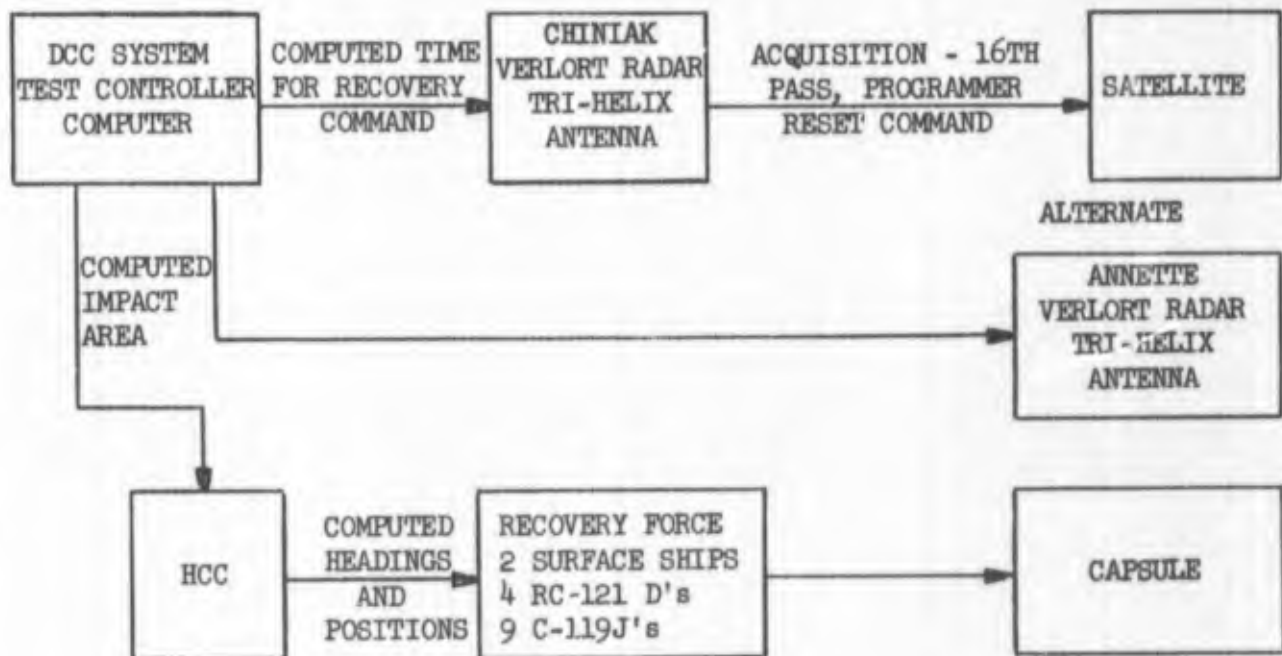 DCC SYSTEM
TEST CONTROLLER
COMPUTER
COMPUTED TIME
FOR RECOVERY
COMMAND
CHINIAK
VERLORT RADAR
TRI-HELIX
ANTENNA
ACQUISITION - 16TH
PASS, PROGRAMMER
RESET COMMAND
SATELLITE
ALTERNATE
COMPUTED
IMPACT
AREA
ANNETTE
VERLORT RADAR
TRI-HELIX
ANTENNA
HCC
COMPUTED
HEADINGS
AND
POSITIONS
RECOVERY FORCE
2 SURFACE SHIPS
4 RC-121 D's
9 C-119J's
CAPSULE